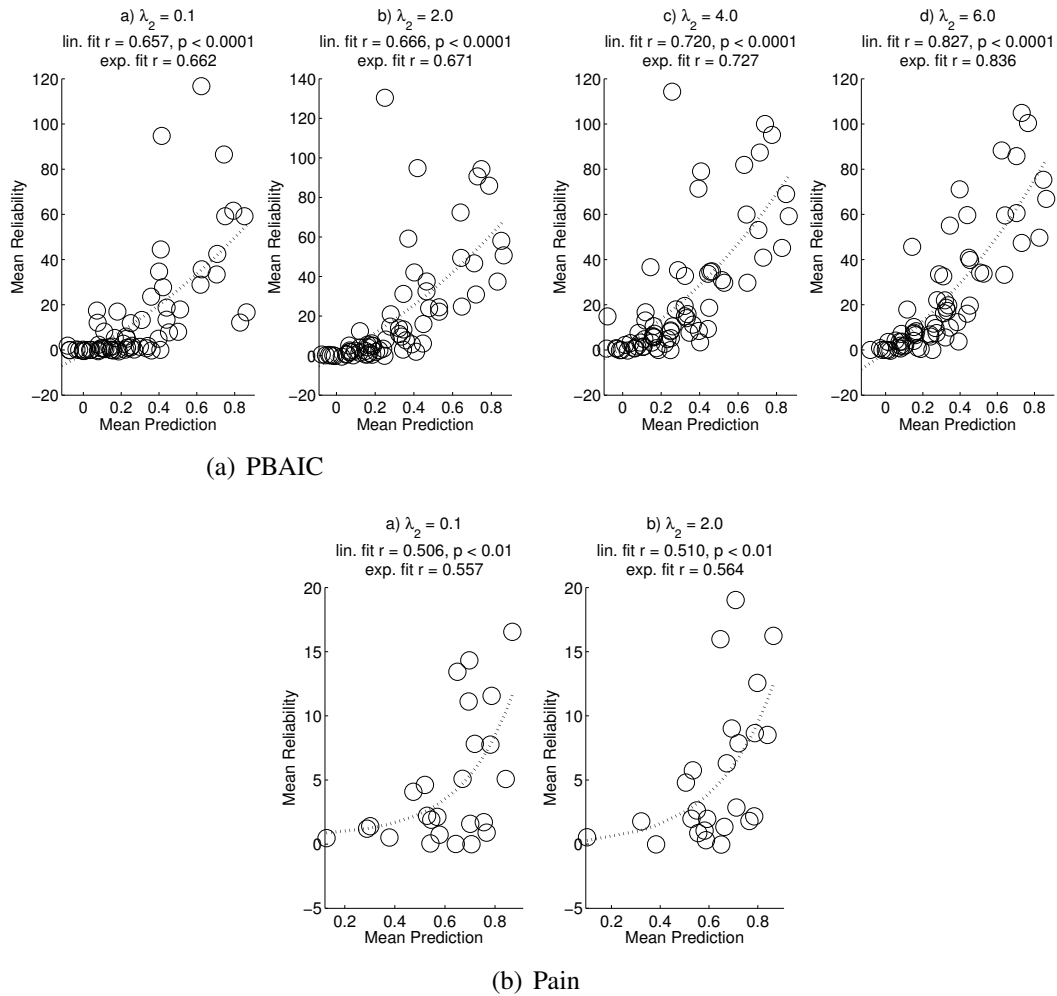 a) λ2 = 0.1
lin. fit r = 0.657, p < 0.0001
exp. fit r = 0.662
120
100
80
60
40
20
0
−20
Mean Reliability
0 0.2 0.4 0.6 0.8
Mean Prediction
b) λ2 = 2.0
lin. fit r = 0.666, p < 0.0001
exp. fit r = 0.671
140
120
100
80
60
40
20
0
−20
Mean Reliability
0 0.2 0.4 0.6 0.8
Mean Prediction
c) λ2 = 4.0
lin. fit r = 0.720, p < 0.0001
exp. fit r = 0.727
120
100
80
60
40
20
0
−20
Mean Reliability
0 0.2 0.4 0.6 0.8
Mean Prediction
d) λ2 = 6.0
lin. fit r = 0.827, p < 0.0001
exp. fit r = 0.836
120
100
80
60
40
20
0
−20
Mean Reliability
0 0.2 0.4 0.6 0.8
Mean Prediction
(a) PBAIC
a) λ2 = 0.1
lin. fit r = 0.506, p < 0.01
exp. fit r = 0.557
20
15
10
5
0
−5
Mean Reliability
0.2 0.4 0.6 0.8
Mean Prediction
b) λ2 = 2.0
lin. fit r = 0.510, p < 0.01
exp. fit r = 0.564
20
15
10
5
0
−5
Mean Reliability
0.2 0.4 0.6 0.8
Mean Prediction
(b) Pain